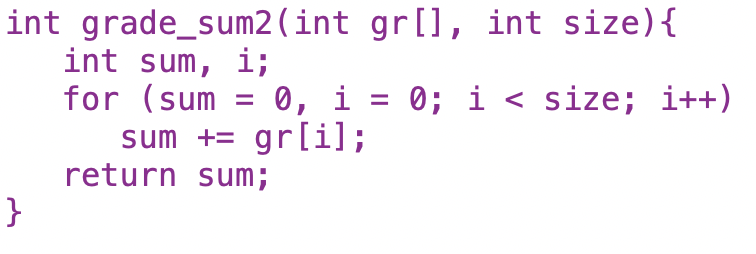 int grade_sum2(int gr[], int size){
   int sum, i;
   for (sum = 0, i = 0; i < size; i++)
      sum += gr[i];
   return sum;
}